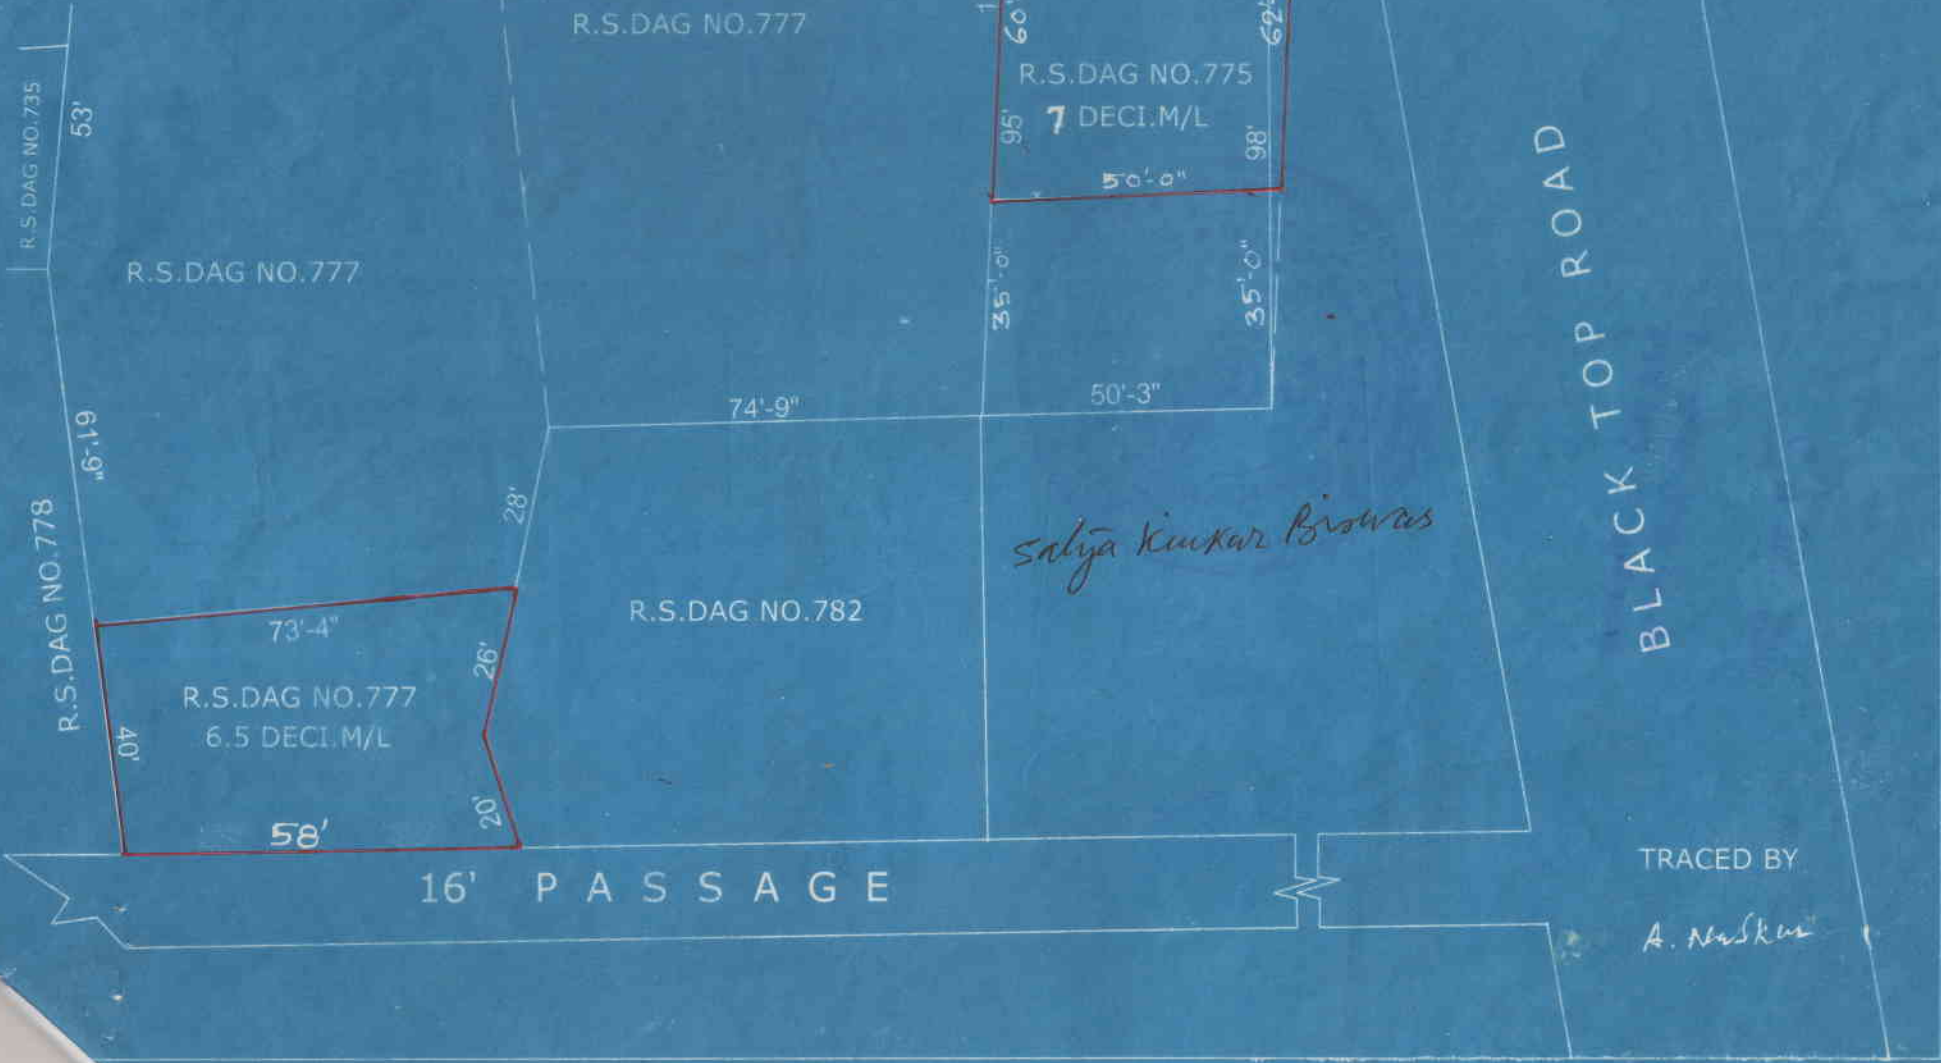 R.S.DAG NO.777
60'
R.S.DAG NO.735
53'
R.S.DAG NO.775
7 DECI.M/L
95'
98'
50'-0"
R.S.DAG NO.777
35'-0"
35'-0"
BLACK TOP ROAD
74'-9"
50'-3"
61'-9"
28'
R.S.DAG NO.778
Satya Kinkar Biswas
R.S.DAG NO.782
73'-4"
26'
R.S.DAG NO.777
6.5 DECI.M/L
40'
20'
58'
16' PASSAGE
TRACED BY
A. Naskar